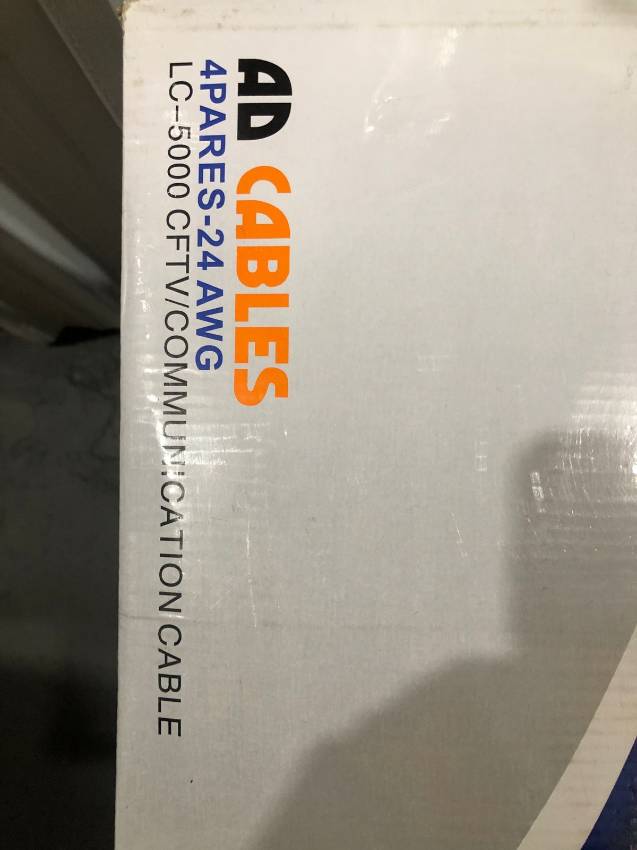 AD CABLES
4PARES-24 AWG
LC-5000 CFTV/COMMUNICATION CABLE